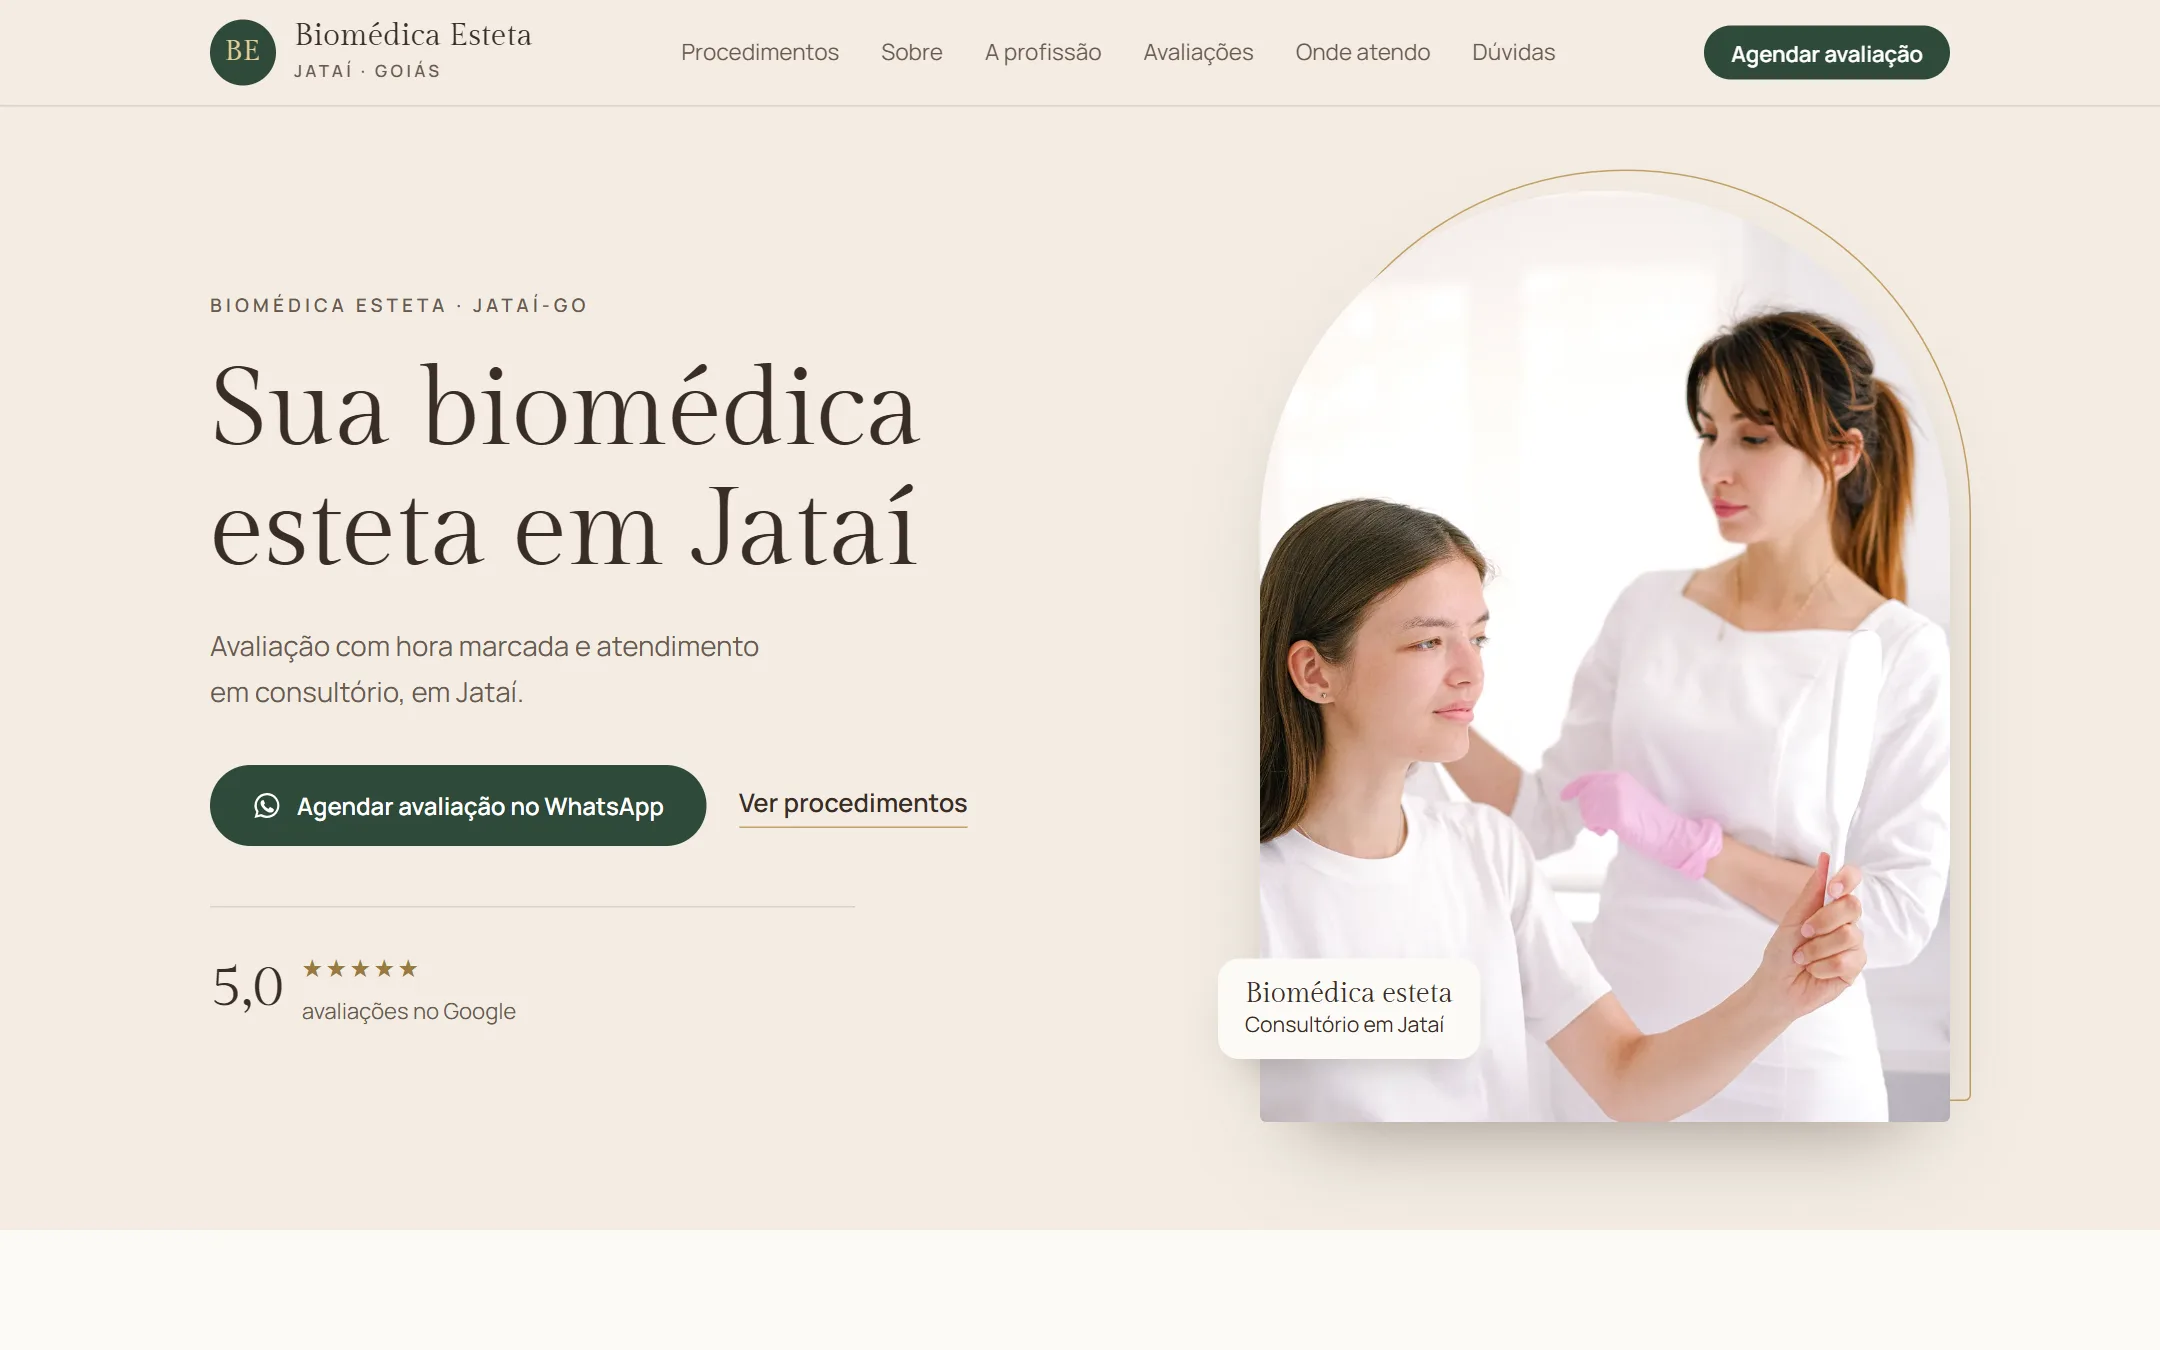 BE
Biomédica Esteta
JATAÍ · GOIÁS
Procedimentos
Sobre
A profissão
Avaliações
Onde atendo
Dúvidas
Agendar avaliação
BIOMÉDICA ESTETA · JATAÍ-GO
Sua biomédica
esteta em Jataí
Avaliação com hora marcada e atendimento
em consultório, em Jataí.
Agendar avaliação no WhatsApp
Ver procedimentos
5,0
★★★★★
avaliações no Google
Biomédica esteta
Consultório em Jataí